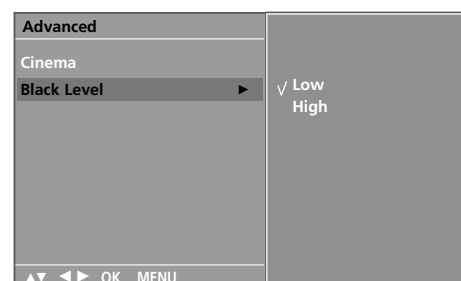 Advanced
Cinema
Black Level ►
√ Low
High
▲▼ ◄► OK MENU